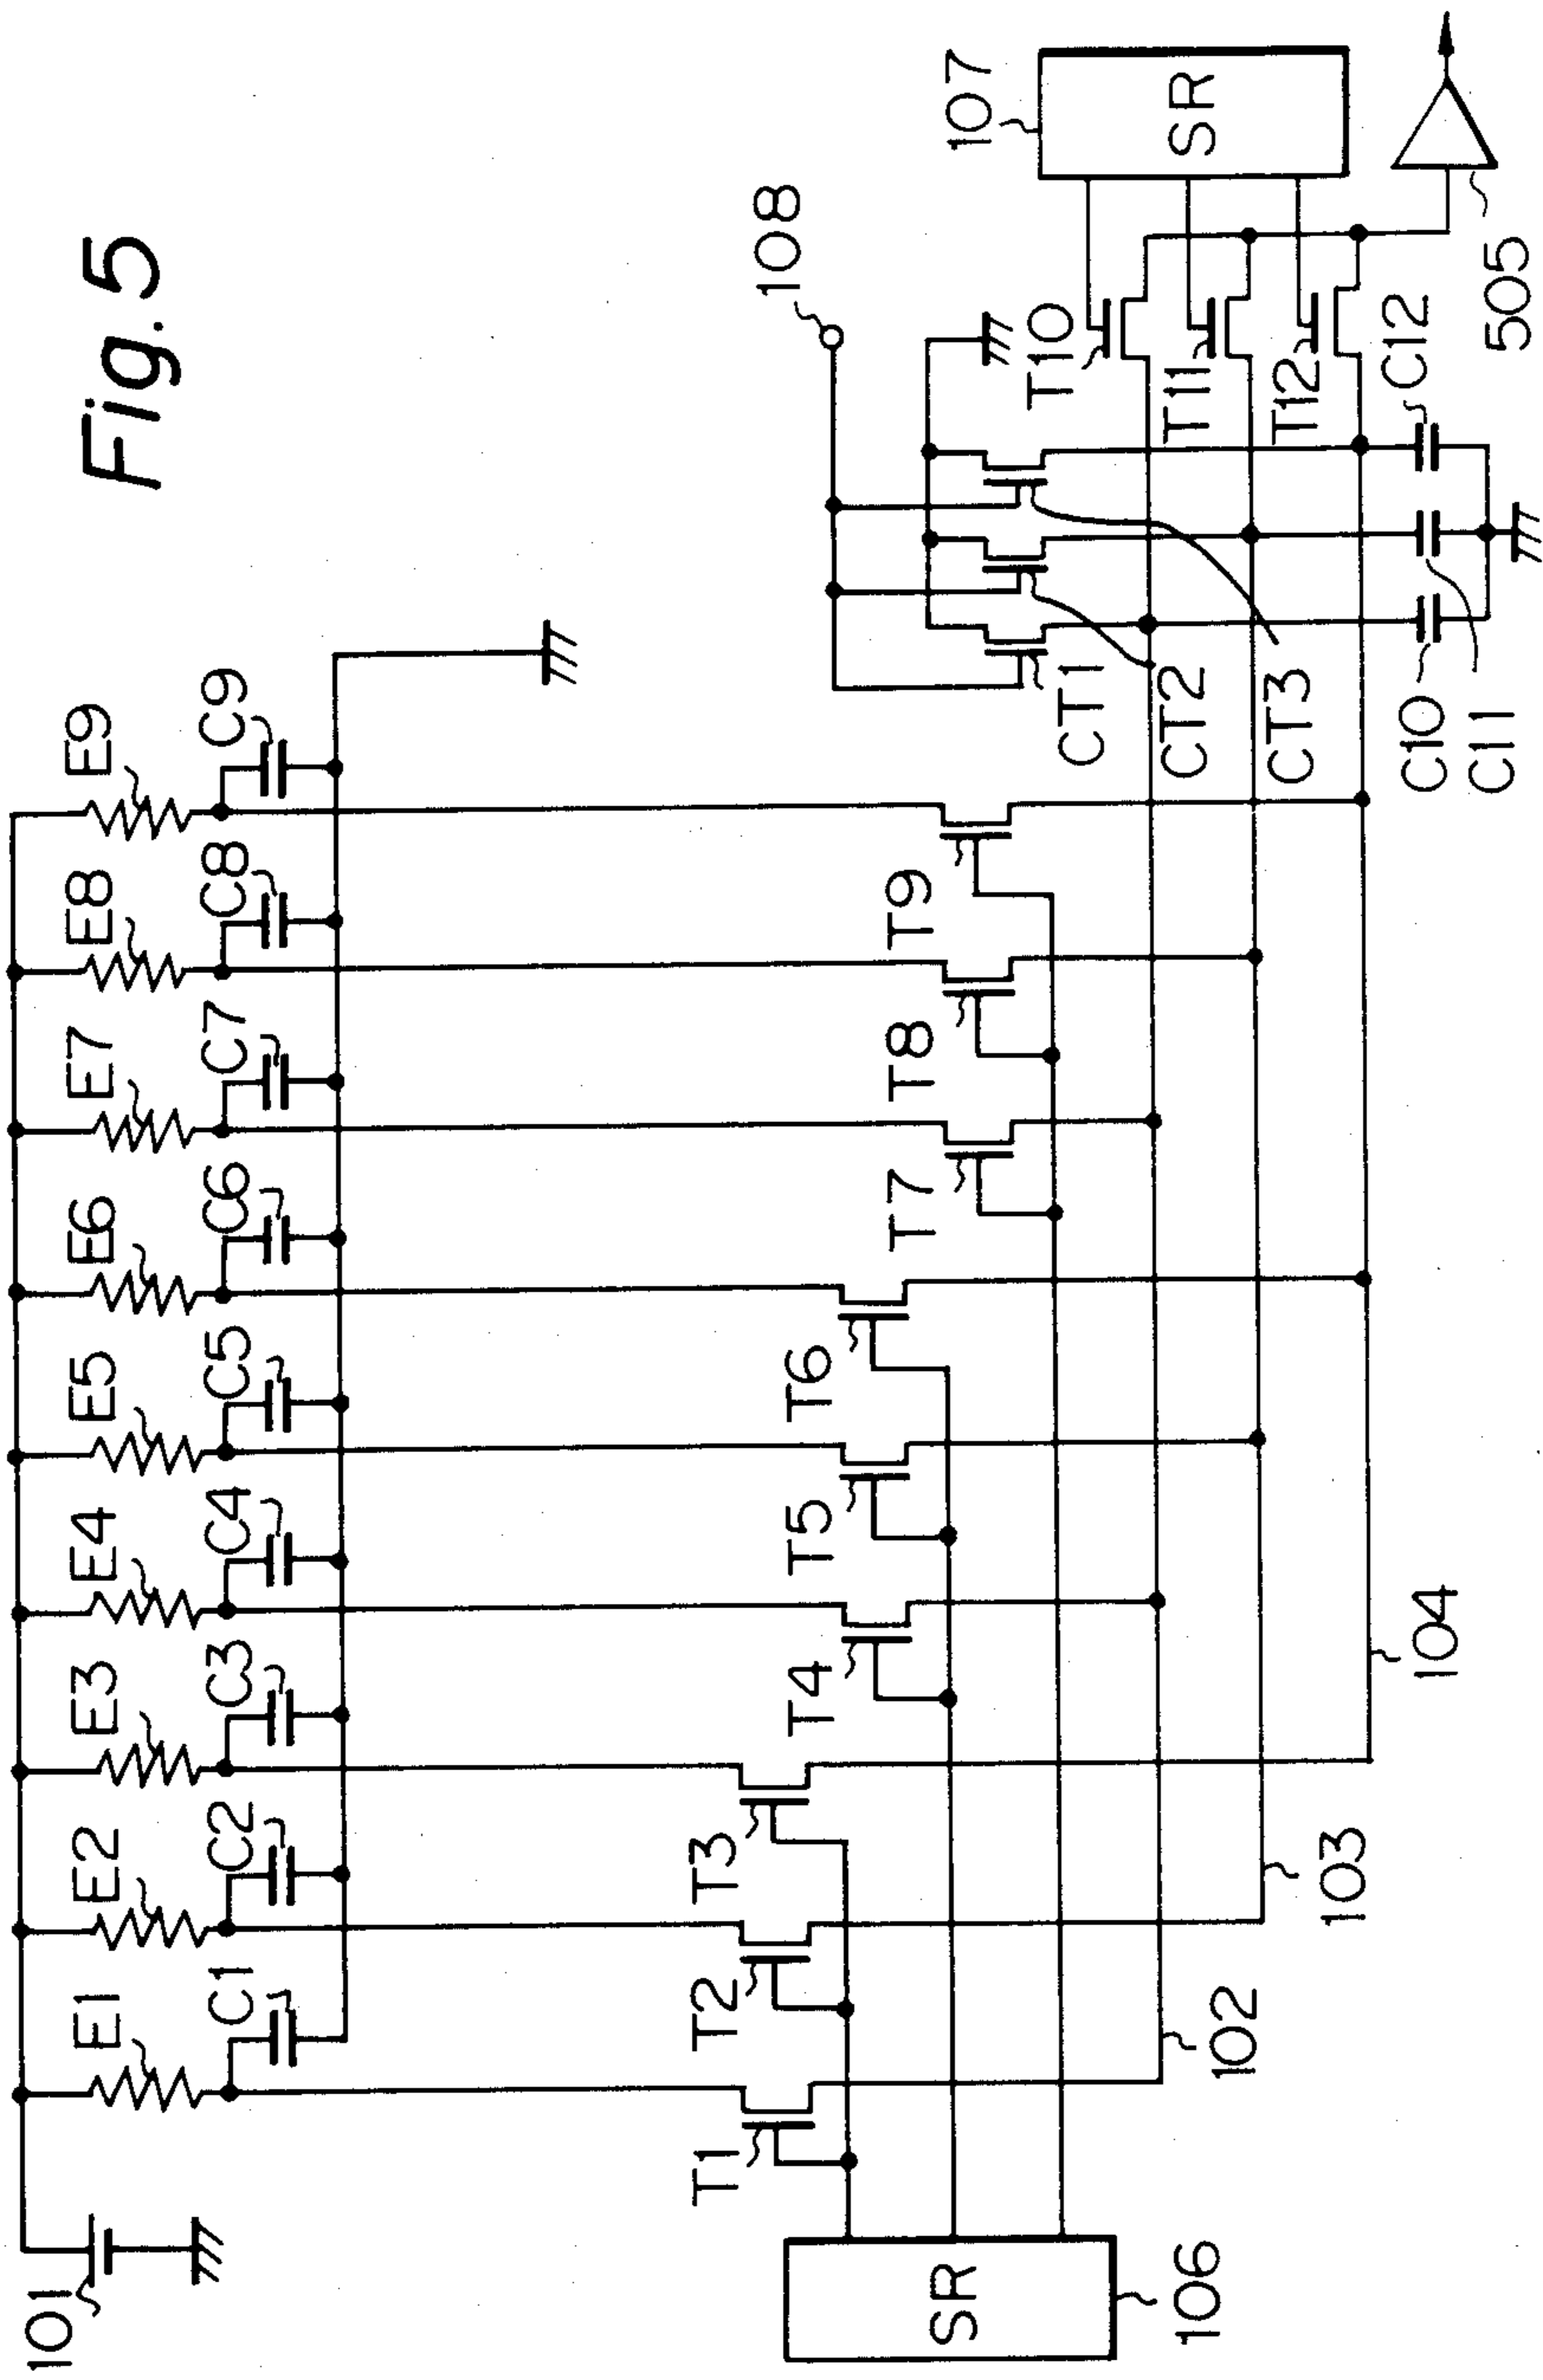 Fig. 5
101
E1
E2
E3
E4
E5
E6
E7
E8
E9
C1
C2
C3
C4
C5
C6
C7
C8
C9
108
T1
T2
T3
T4
T5
T6
T7
T8
T9
107
SR
SR
106
CT1
CT2
CT3
T10
T11
T12
102
103
104
C10
C11
C12
505